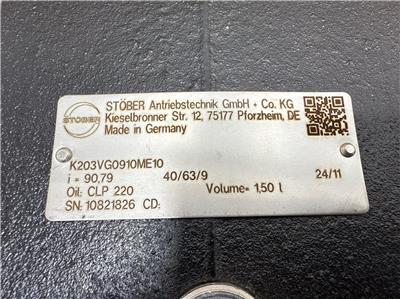 STÖBER Antriebstechnik GmbH + Co. KG
Kieselbronner Str. 12, 75177 Pforzheim, DE
Made in Germany
STÖBER
K203VG0910ME10
i = 90,79 40/63/9 24/11
Oil: CLP 220 Volume= 1,50 l
SN: 10821826 CD: